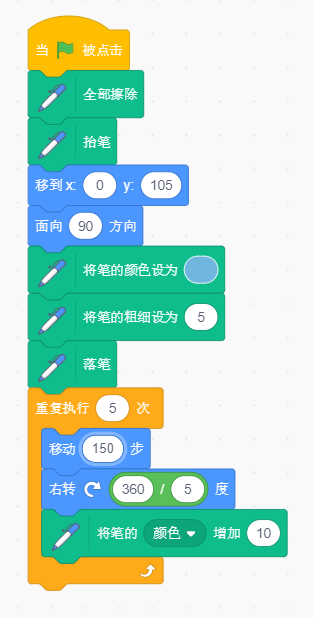 当 被点击
全部擦除
抬笔
移到 x: 0 y: 105
面向 90 方向
将笔的颜色设为
将笔的粗细设为 5
落笔
重复执行 5 次
移动 150 步
右转 360 / 5 度
将笔的 颜色 增加 10